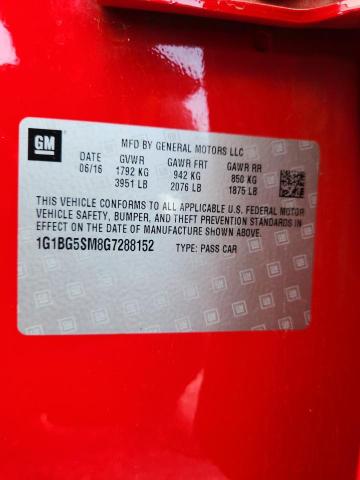 GM
MFD BY GENERAL MOTORS LLC
DATE GVWR GAWR FRT GAWR RR
06/16 1792 KG 942 KG 850 KG
3951 LB 2076 LB 1875 LB
THIS VEHICLE CONFORMS TO ALL APPLICABLE U.S. FEDERAL MOTOR
VEHICLE SAFETY, BUMPER, AND THEFT PREVENTION STANDARDS IN
EFFECT ON THE DATE OF MANUFACTURE SHOWN ABOVE.
1G1BG5SM8G7288152 TYPE: PASS CAR